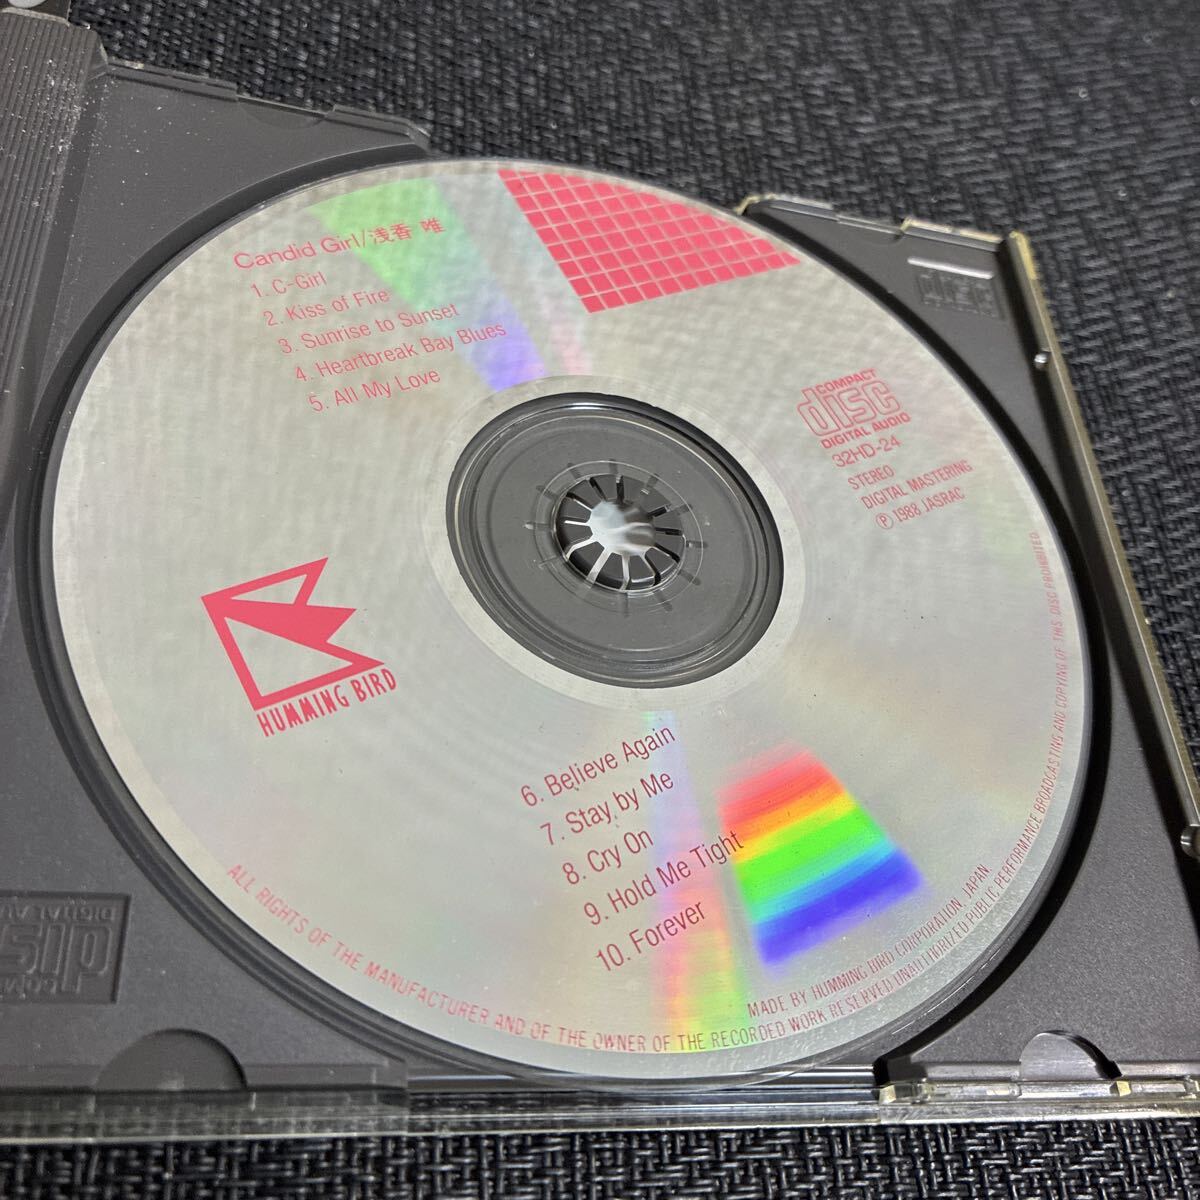 Candid Girl/浅香 唯
1. C-Girl
2. Kiss of Fire
3. Sunrise to Sunset
4. Heartbreak Bay Blues
5. All My Love
COMPACT
disc
DIGITAL AUDIO
32HD-24
STEREO
DIGITAL MASTERING
Ⓟ 1988 JASRAC
HUMMING BIRD
6. Believe Again
7. Stay by Me
8. Cry On
9. Hold Me Tight
10. Forever
MADE BY HUMMING BIRD CORPORATION, JAPAN.
ALL RIGHTS OF THE MANUFACTURER AND OF THE OWNER OF THE RECORDED WORK RESERVED UNAUTHORIZED PUBLIC PERFORMANCE BROADCASTING AND COPYING OF THIS DISC PROHIBITED.